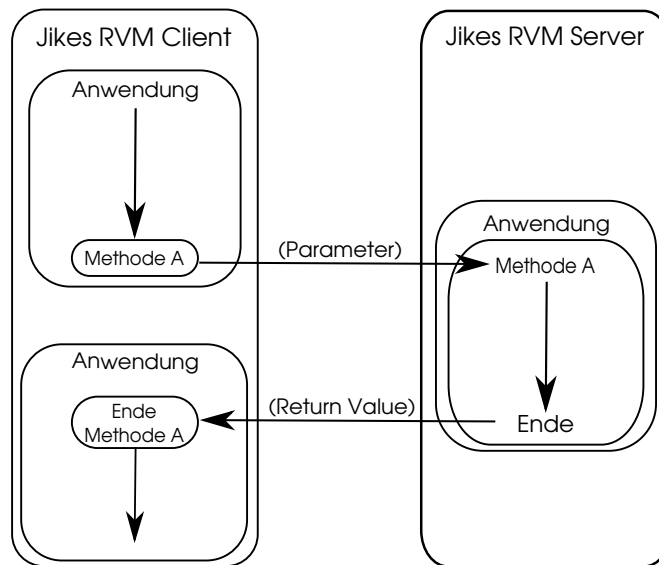 Jikes RVM Client
Anwendung
Methode A
(Parameter)
Jikes RVM Server
Anwendung
Methode A
Ende
(Return Value)
Anwendung
Ende
Methode A